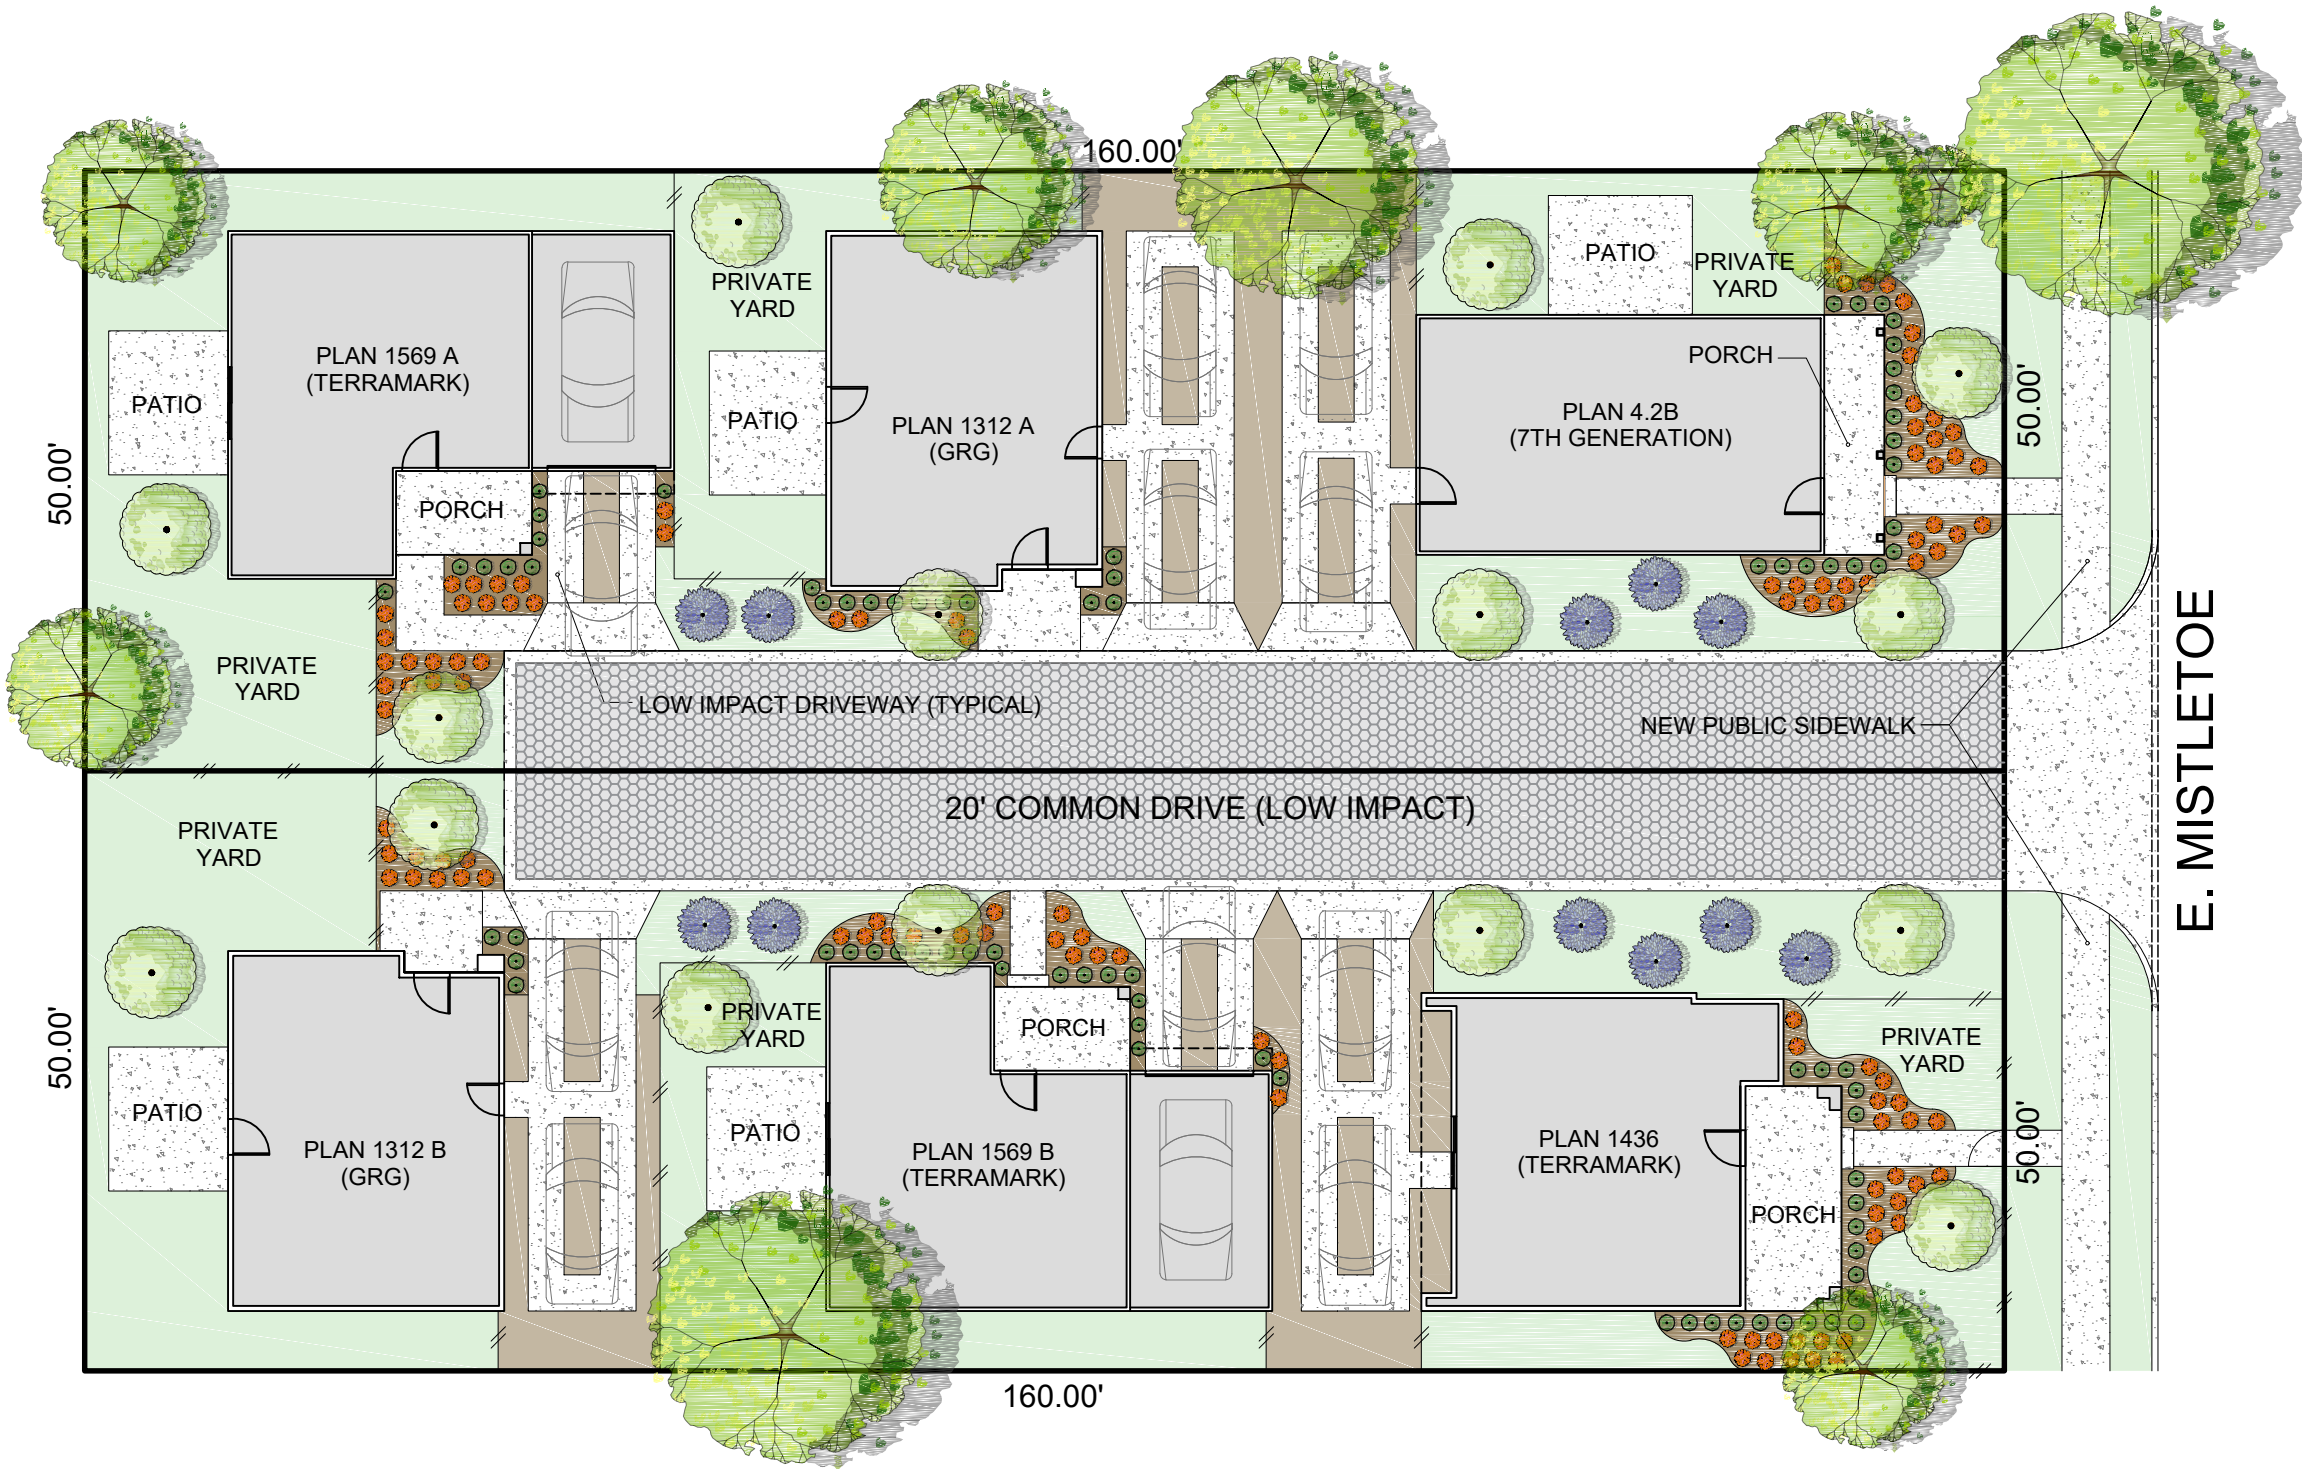 160.00'
PRIVATE
YARD
PATIO
PRIVATE
YARD
PLAN 1569 A
(TERRAMARK)
PORCH
PLAN 4.2B
(7TH GENERATION)
PATIO
PATIO
PLAN 1312 A
(GRG)
50.00'
50.00'
PORCH
PRIVATE
YARD
LOW IMPACT DRIVEWAY (TYPICAL)
NEW PUBLIC SIDEWALK
E. MISTLETOE
20' COMMON DRIVE (LOW IMPACT)
PRIVATE
YARD
PRIVATE
YARD
PORCH
PRIVATE
YARD
50.00'
PATIO
PATIO
PLAN 1312 B
(GRG)
PLAN 1569 B
(TERRAMARK)
PLAN 1436
(TERRAMARK)
50.00'
PORCH
160.00'